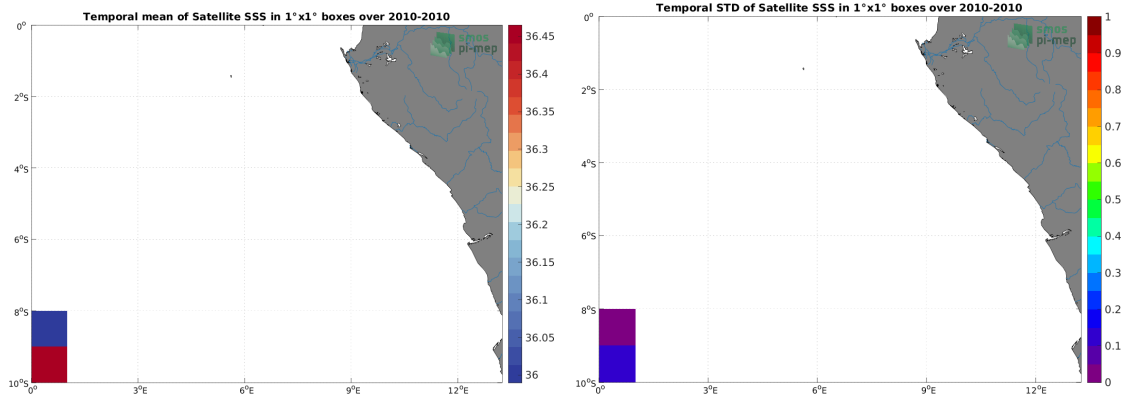 Temporal mean of Satellite SSS in 1°x1° boxes over 2010-2010
0°
2°S
4°S
6°S
8°S
10°S
0°
3°E
6°E
9°E
12°E
smos
pi-mep
36.45
36.4
36.35
36.3
36.25
36.2
36.15
36.1
36.05
36
Temporal STD of Satellite SSS in 1°x1° boxes over 2010-2010
0°
2°S
4°S
6°S
8°S
10°S
0°
3°E
6°E
9°E
12°E
smos
pi-mep
1
0.9
0.8
0.7
0.6
0.5
0.4
0.3
0.2
0.1
0